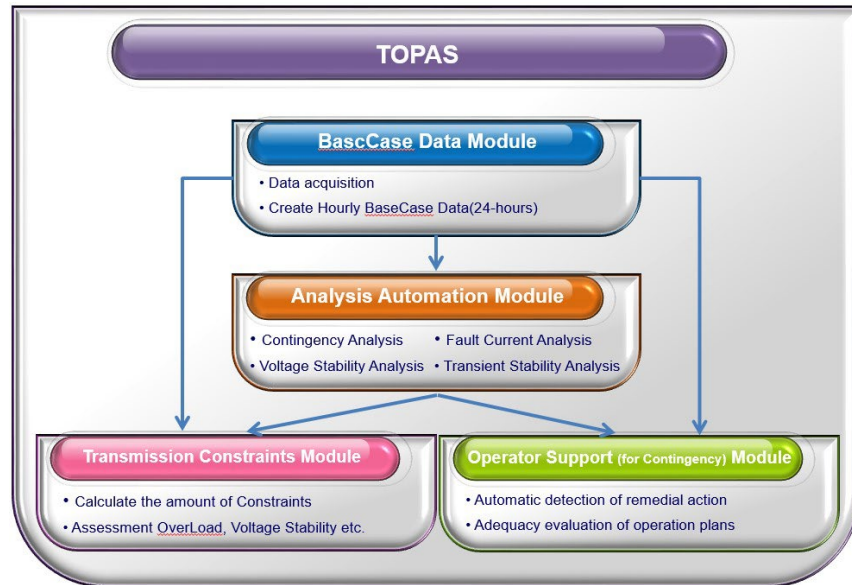 TOPAS
BascCase Data Module
• Data acquisition
• Create Hourly BaseCase Data(24-hours)
Analysis Automation Module
• Contingency Analysis • Fault Current Analysis
• Voltage Stability Analysis • Transient Stability Analysis
Transmission Constraints Module
• Calculate the amount of Constraints
• Assessment OverLoad, Voltage Stability etc.
Operator Support (for Contingency) Module
• Automatic detection of remedial action
• Adequacy evaluation of operation plans